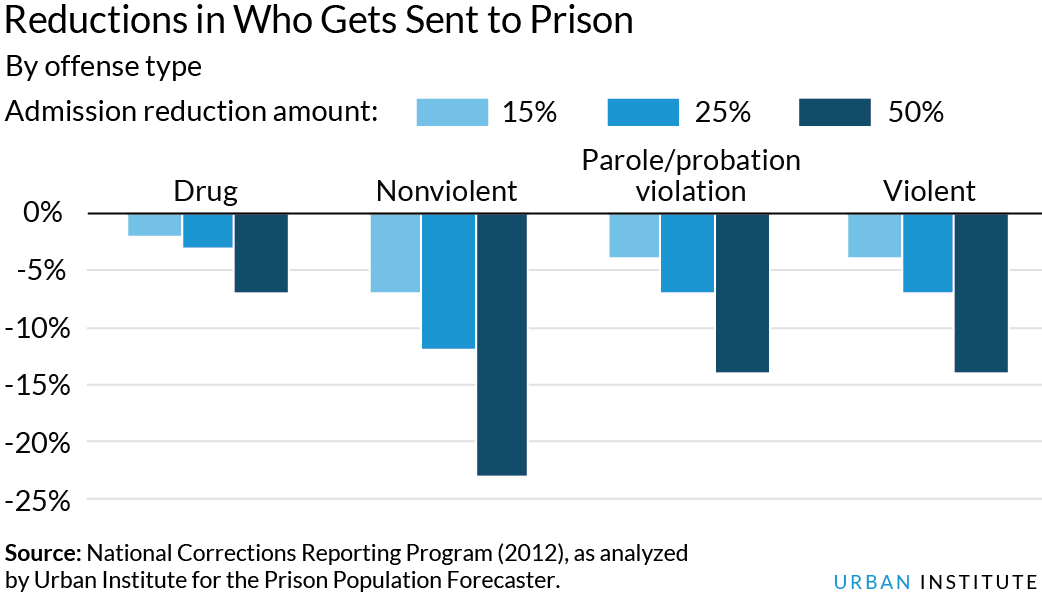 Reductions in Who Gets Sent to Prison
By offense type
Admission reduction amount: 15% 25% 50%
Drug Nonviolent Parole/probation violation Violent
0%
-5%
-10%
-15%
-20%
-25%
Source: National Corrections Reporting Program (2012), as analyzed
by Urban Institute for the Prison Population Forecaster.
URBAN INSTITUTE